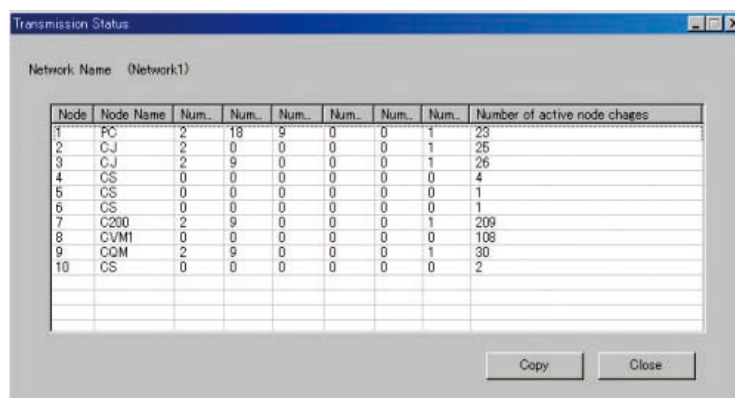 Transmission Status
Network Name (Network1)
Node Node Name Num... Num... Num... Num... Num... Num... Number of active node chages
1 PC 2 18 9 0 0 1 23
2 CJ 2 0 0 0 0 1 25
3 CJ 2 9 0 0 0 1 26
4 CS 0 0 0 0 0 0 4
5 CS 0 0 0 0 0 0 1
6 CS 0 0 0 0 0 0 1
7 C200 2 9 0 0 0 1 209
8 CVM1 0 0 0 0 0 0 108
9 CQM 2 9 0 0 0 1 30
10 CS 0 0 0 0 0 0 2
Copy Close